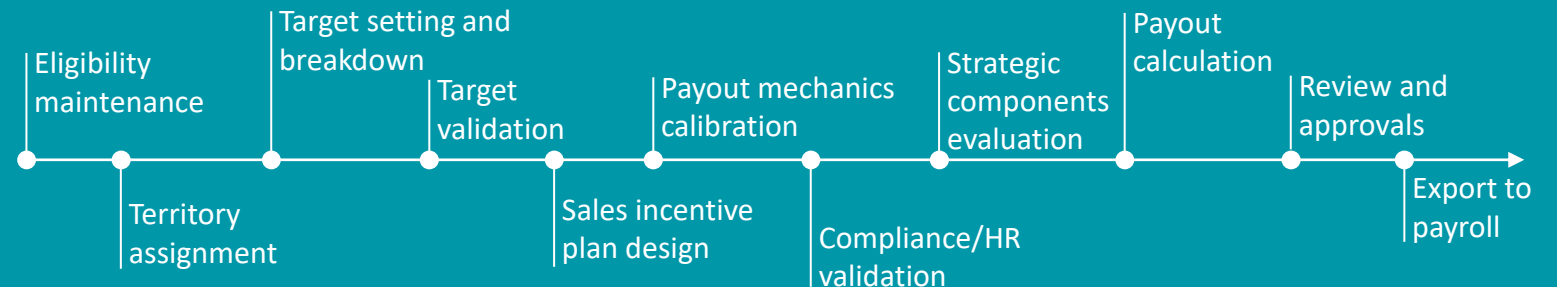 Eligibility
maintenance
Territory
assignment
Target setting and
breakdown
Target
validation
Sales incentive
plan design
Payout mechanics
calibration
Compliance/HR
validation
Strategic
components
evaluation
Payout
calculation
Review and
approvals
Export to
payroll